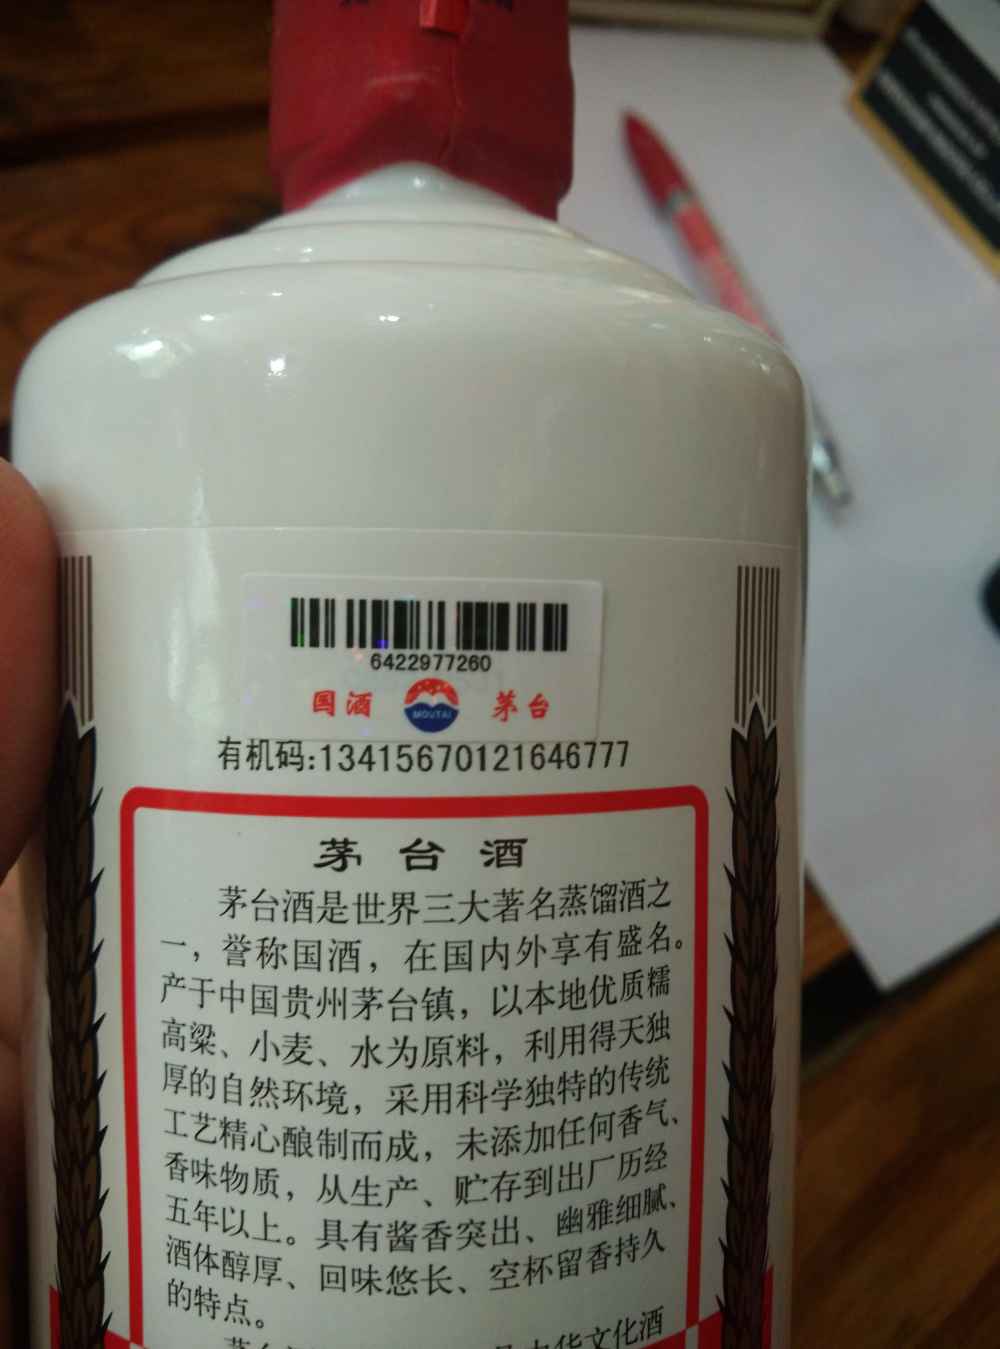 6422977260
国酒 MOUTAI 茅台
有机码:13415670121646777
茅台酒
茅台酒是世界三大著名蒸馏酒之
一，誉称国酒，在国内外享有盛名。
产于中国贵州茅台镇，以本地优质糯
高粱、小麦、水为原料，利用得天独
厚的自然环境，采用科学独特的传统
工艺精心酿制而成，未添加任何香气、
香味物质，从生产、贮存到出厂历经
五年以上。具有酱香突出、幽雅细腻、
酒体醇厚、回味悠长、空杯留香持久
的特点。
中华文化酒